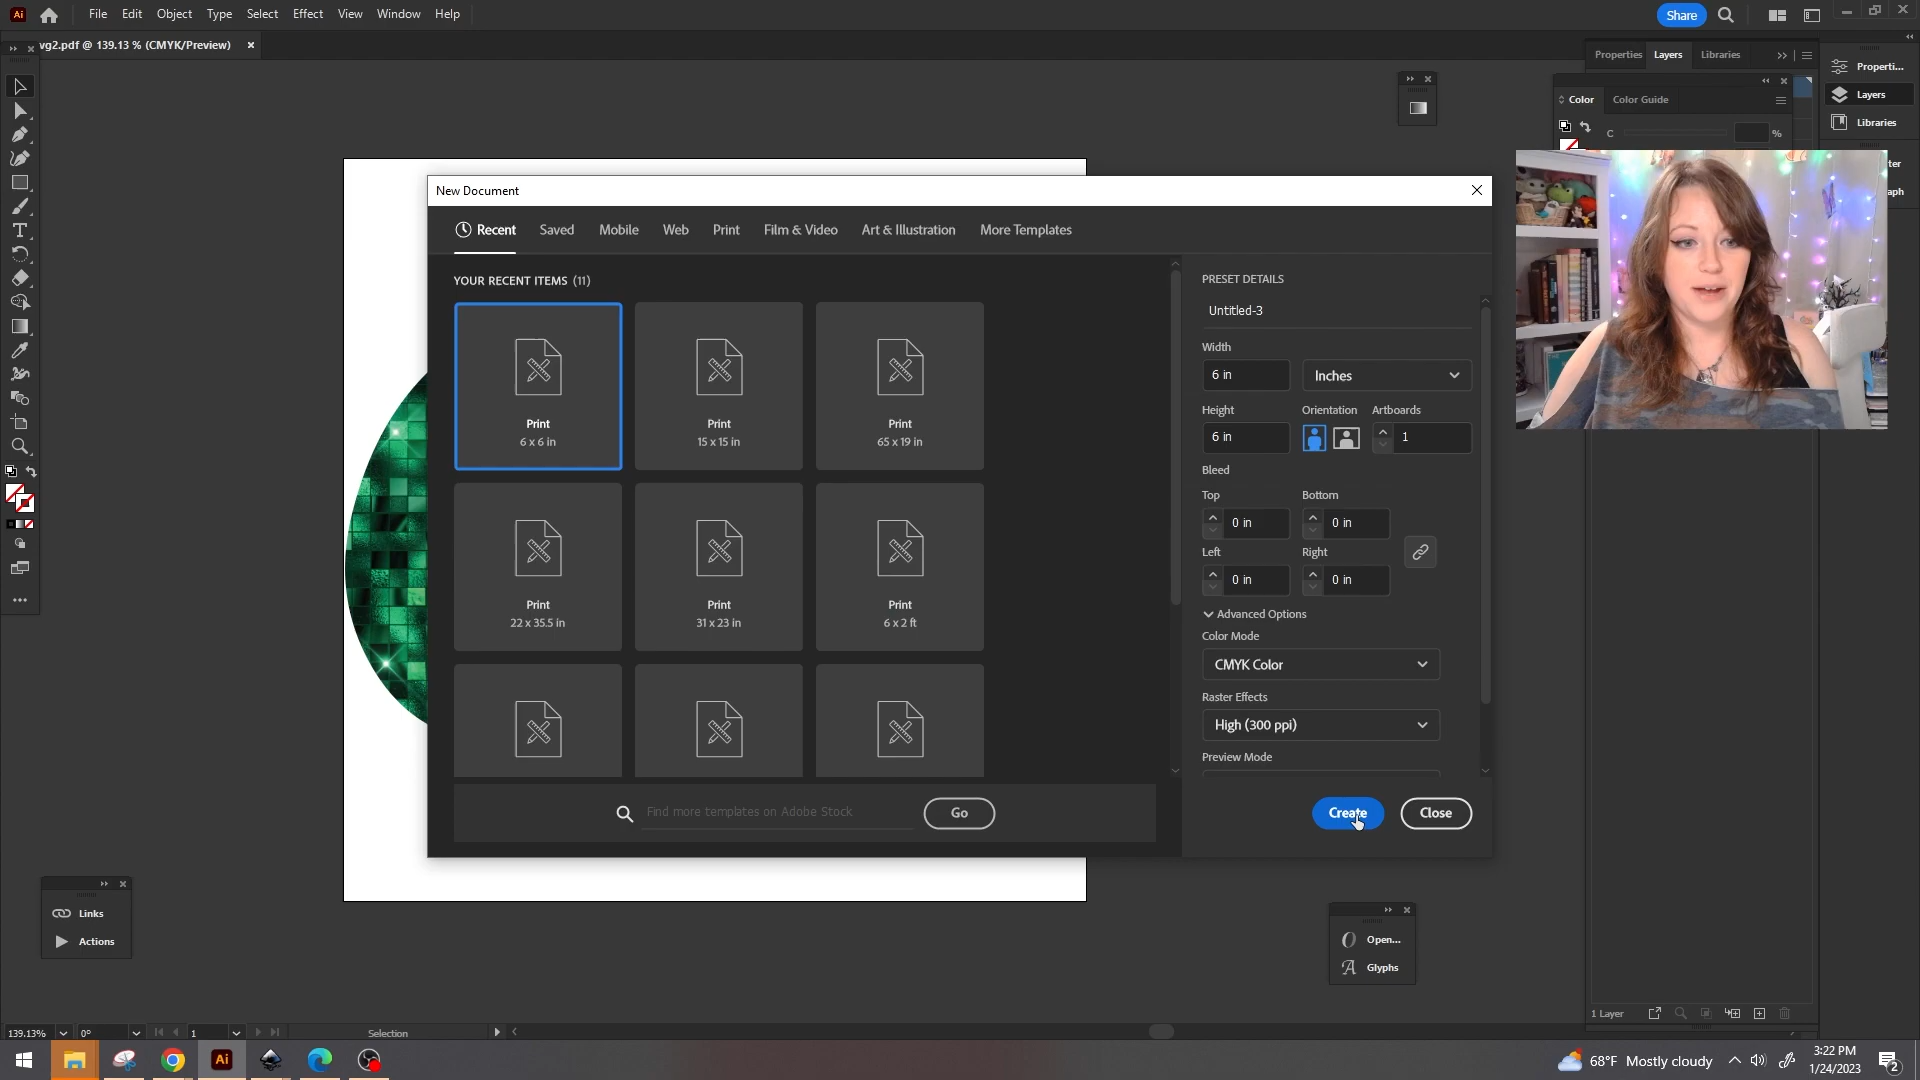 Ai File Edit Object Type Select Effect View Window Help Share
vg2.pdf @ 139.13 % (CMYK/Preview)
Properties Layers Libraries
Properti...
Color Color Guide
Layers
C %
Libraries
New Document
Recent Saved Mobile Web Print Film & Video Art & Illustration More Templates
YOUR RECENT ITEMS (11)
Print
6 x 6 in
Print
15 x 15 in
Print
65 x 19 in
Print
22 x 35.5 in
Print
31 x 23 in
Print
6 x 2 ft
Find more templates on Adobe Stock
Go
PRESET DETAILS
Untitled-3
Width
6 in Inches
Height Orientation Artboards
6 in 1
Bleed
Top Bottom
0 in 0 in
Left Right
0 in 0 in
Advanced Options
Color Mode
CMYK Color
Raster Effects
High (300 ppi)
Preview Mode
Create Close
Links
Actions
Open...
Glyphs
1 Layer
139.13% 0° 1 Selection
Ai
68°F Mostly cloudy
3:22 PM
1/24/2023
2